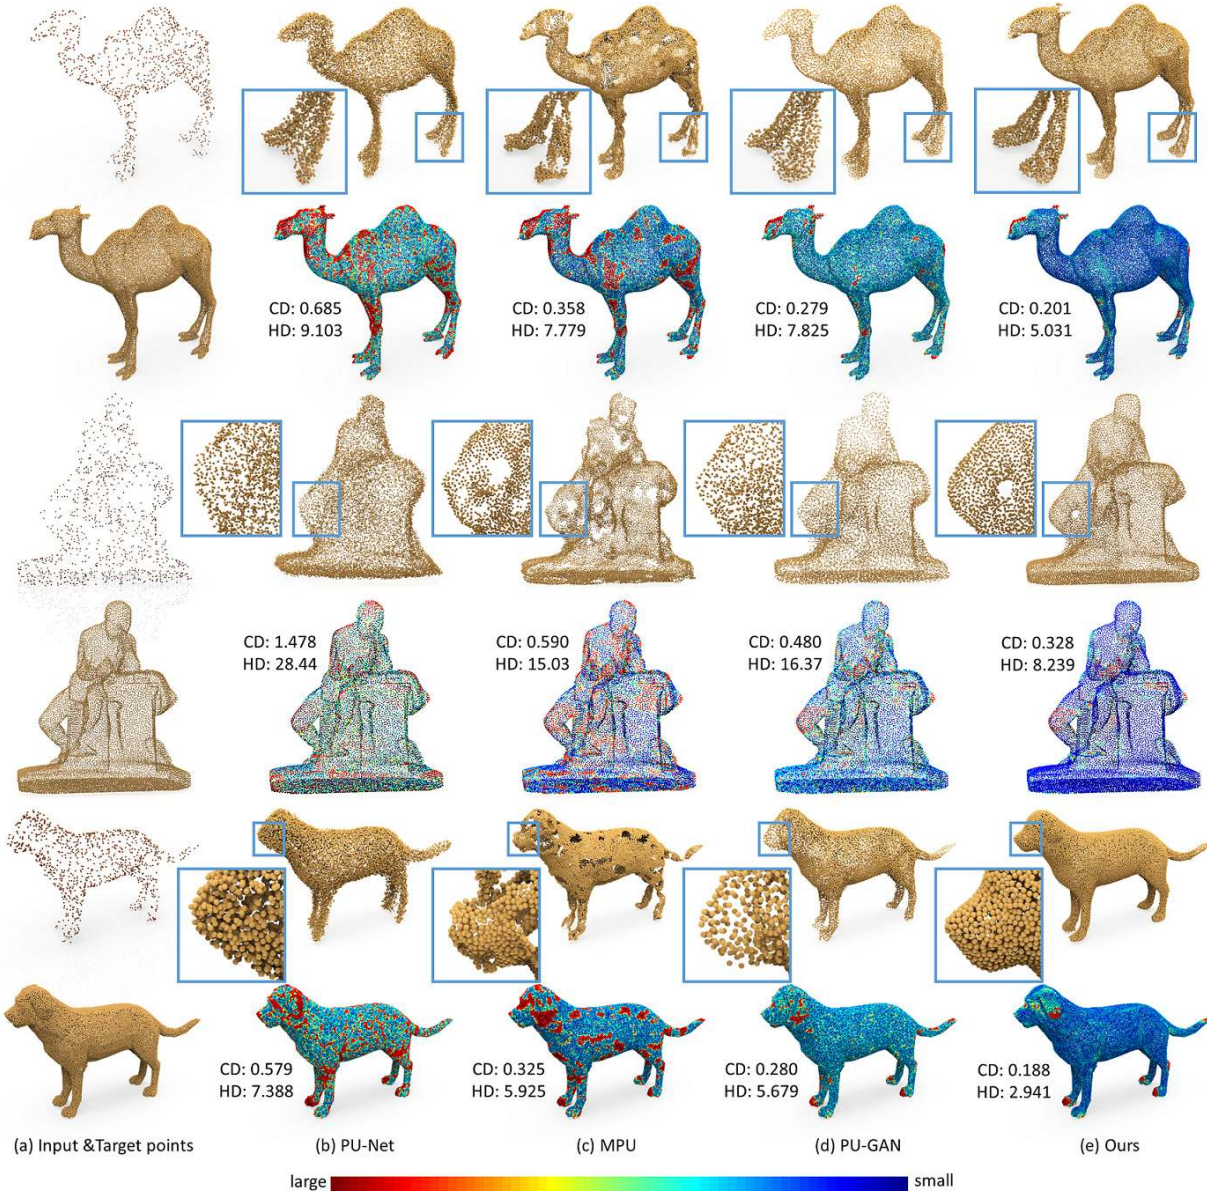 CD: 0.685
HD: 9.103
CD: 0.358
HD: 7.779
CD: 0.279
HD: 7.825
CD: 0.201
HD: 5.031
CD: 1.478
HD: 28.44
CD: 0.590
HD: 15.03
CD: 0.480
HD: 16.37
CD: 0.328
HD: 8.239
CD: 0.579
HD: 7.388
CD: 0.325
HD: 5.925
CD: 0.280
HD: 5.679
CD: 0.188
HD: 2.941
(a) Input &Target points
(b) PU-Net
(c) MPU
(d) PU-GAN
(e) Ours
large
small